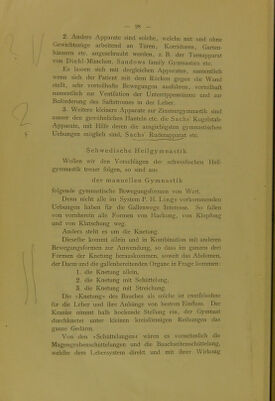 — 98 —
2. Andere Apparate sind solche, welche mit und ohne
Gewichtszüge arbeitend an Türen, Korridoren, Garten-
häusern etc. angeschraubt werden, z. B. der Turnapparat
von Diehl-München, Sandows family Gymnastics etc.
Es lassen sich mit dergleichen Apparaten, namentlich
wenn sich der Patient mit dem Rücken gegen die Wand
stellt, sehr vorteilhafte Bewegungen ausführen, vorteilhaft
namentlich zur Ventilation der Unterrippenräume und zur
Beförderung des Saftstromes in der Leber.
3. Weitere kleinere Apparate zur Zimmergymnastik sind
ausser den gewöhnlichen Hanteln etc. die Sachs' Kugelstab-
Apparate, mit Hilfe deren die ausgiebigsten gymnastischen
Uebungen möglich sind, Sachs' Ruderapparat etc.
Schwedische Heilgymnastik.
Wollen wir den Vorschlägen der schwedischen Heil-
gymnastik treuer folgen, so sind aus
der manuellen Gymnastik
folgende gymnastische Bewegungsformen von Wert.
Denn nicht alle im System P. H. Lings vorkommenden
Uebungen haben für die Gallenwege Interesse. So fallen
von vornherein alle Formen von Hackung, von Klopfung
und von Klatschung weg.
Anders steht es um die Knetung.
Dieselbe kommt allein und in Kombination mit anderen
Bewegungsformen zur Anwendung, so dass im ganzen drei
Formen der Knetung herauskommen, soweit das Abdomen,
der Darm und die gallenbereitenden Organe in Frage kommen:
1. die Knetung allein,
2. die Knetung mit Schüttelung,
3. die Knetung mit Streichung.
Die «Knetung» des Bauches als solche ist zweifelsohne
für die Leber und ihre Anhänge von bestem Einfluss. Der
Kranke nimmt halb hockende Stellung ein, der Gymnast
durchknetet unter kleinen kreisförmigen Reibungen das
ganze Gedärm.
Von den «Schüttelungen» wären es vornehmlich die
Magengrubenschüttelungen und die Bauchseitenschüttelung,
welche dem Lebersystem direkt und mit ihrer Wirkung